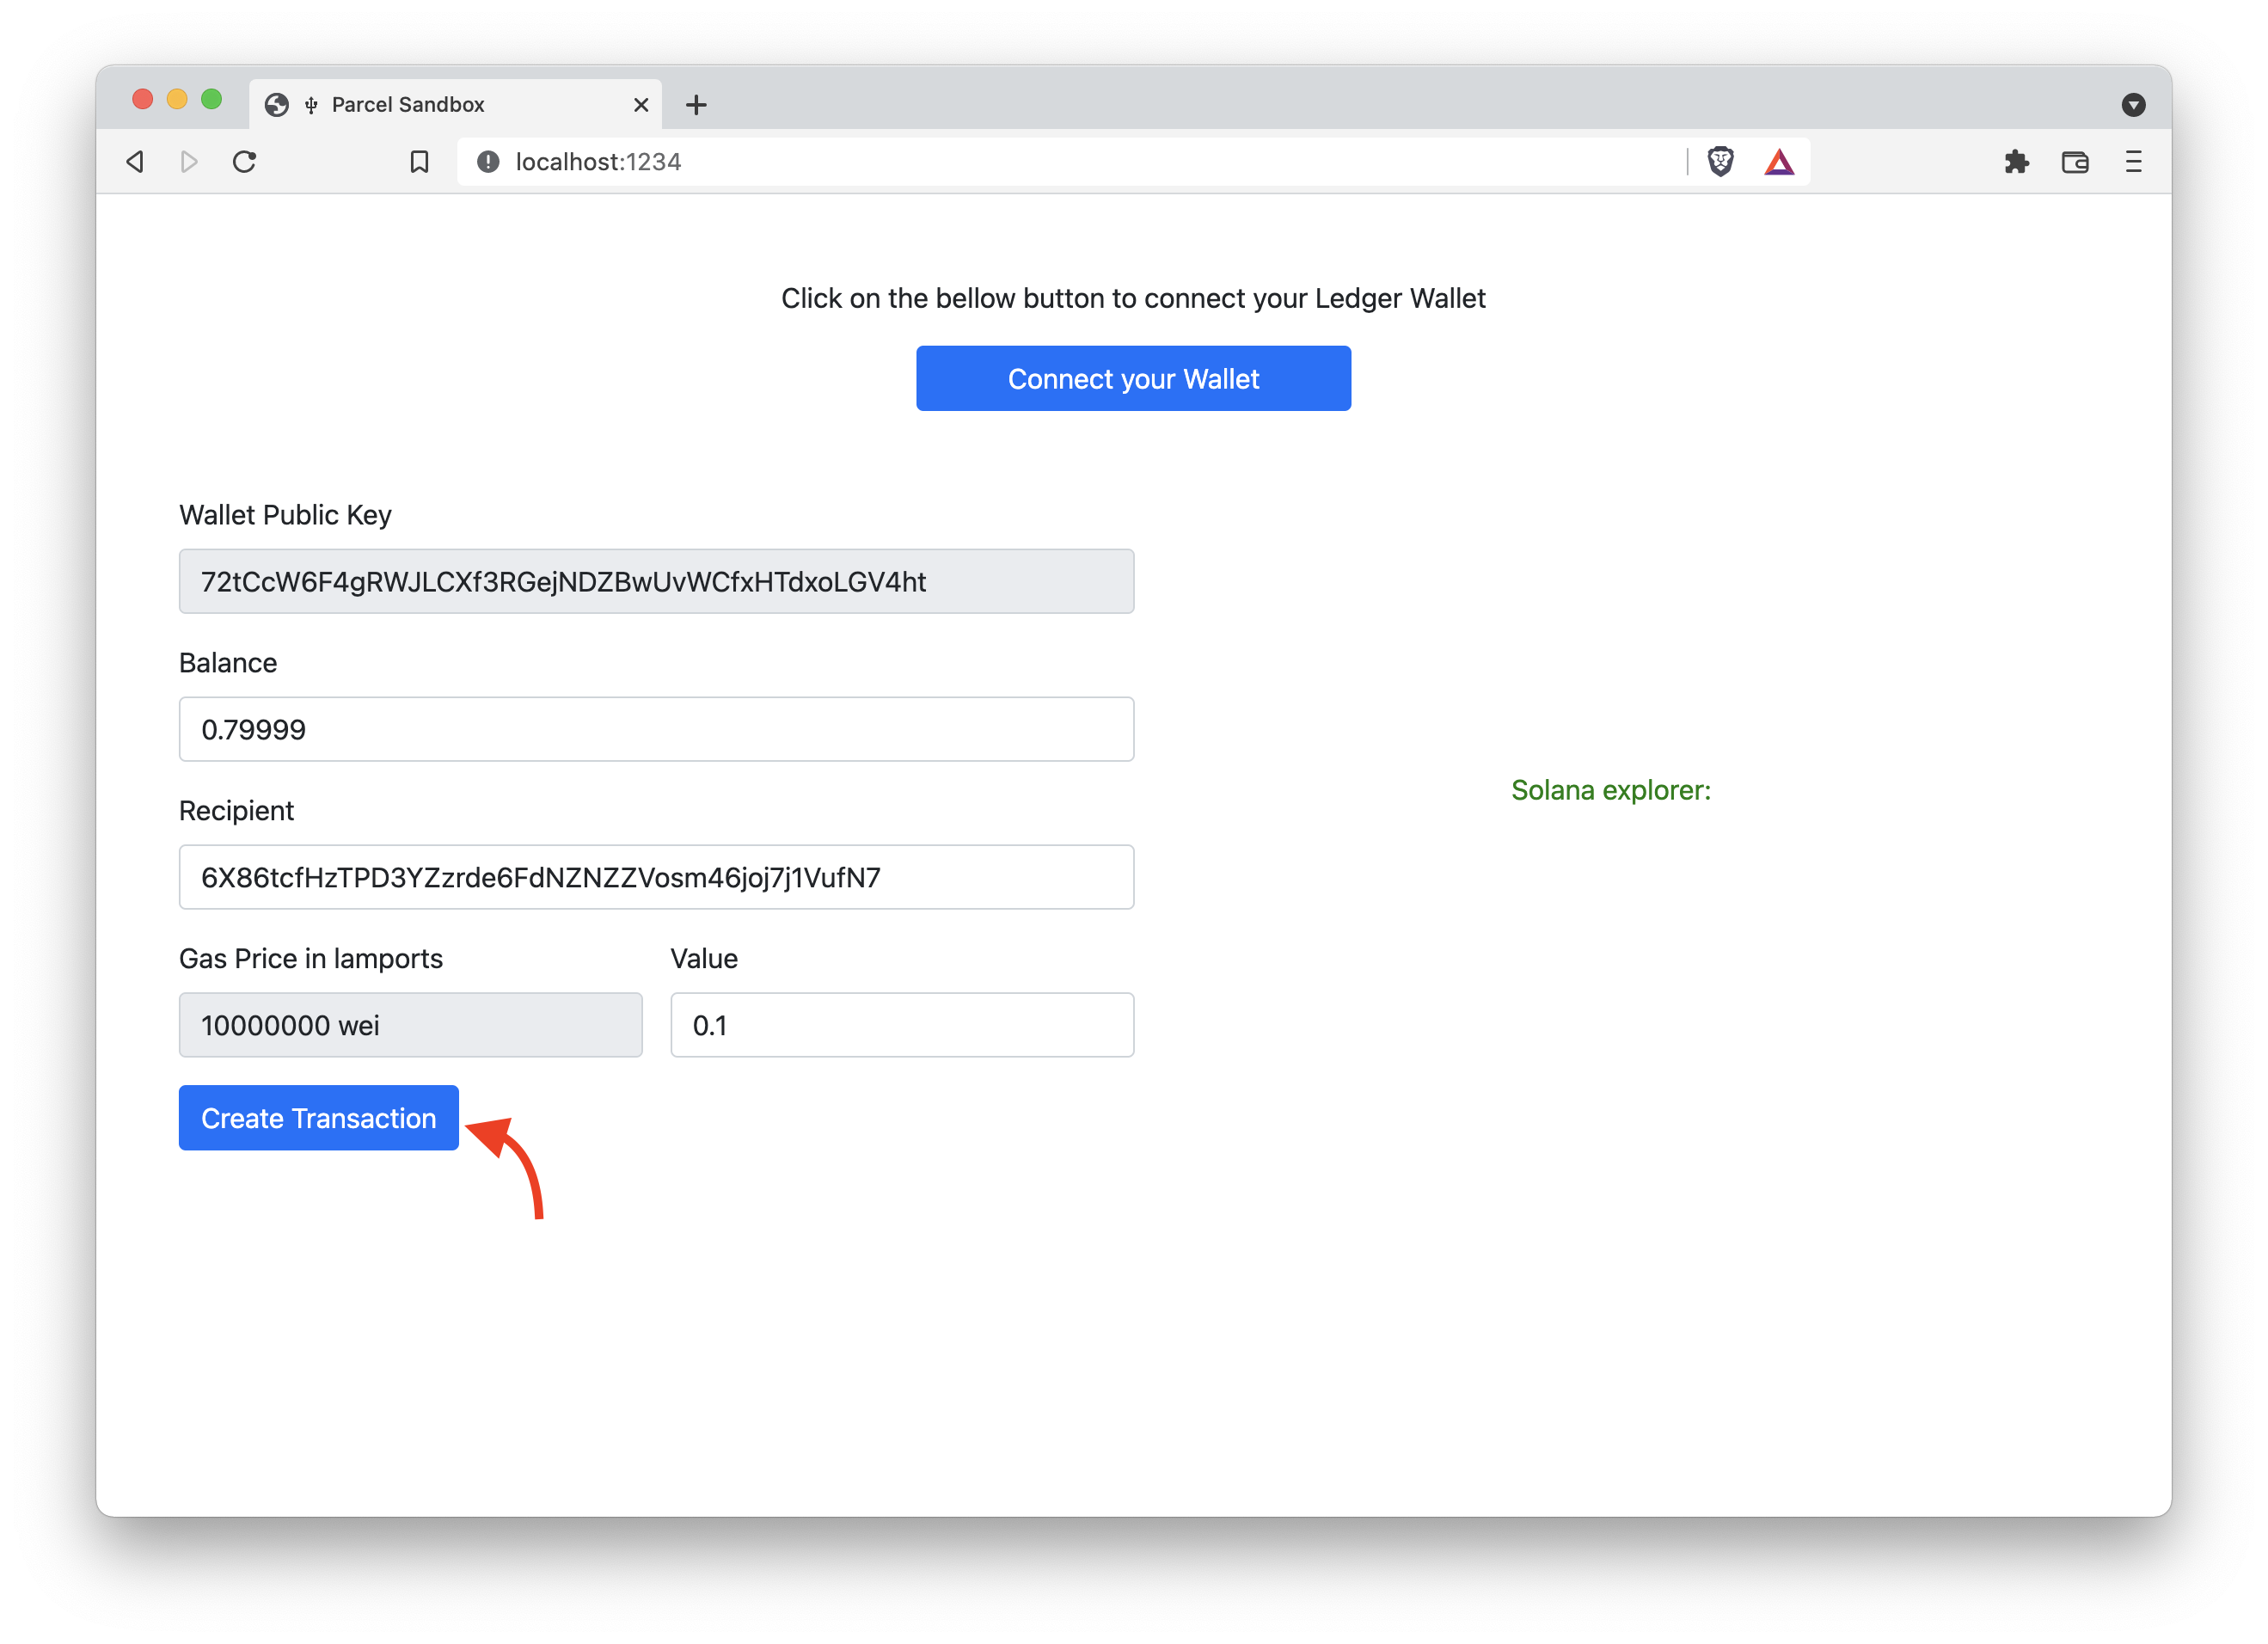 Parcel Sandbox
localhost:1234
Click on the bellow button to connect your Ledger Wallet
Connect your Wallet
Wallet Public Key
72tCcW6F4gRWJLCXf3RGejNDZBwUvWCfxHTdxoLGV4ht
Balance
0.79999
Solana explorer:
Recipient
6X86tcfHzTPD3YZzrde6FdNZNZZVosm46joj7j1VufN7
Gas Price in lamports
Value
10000000 wei
0.1
Create Transaction